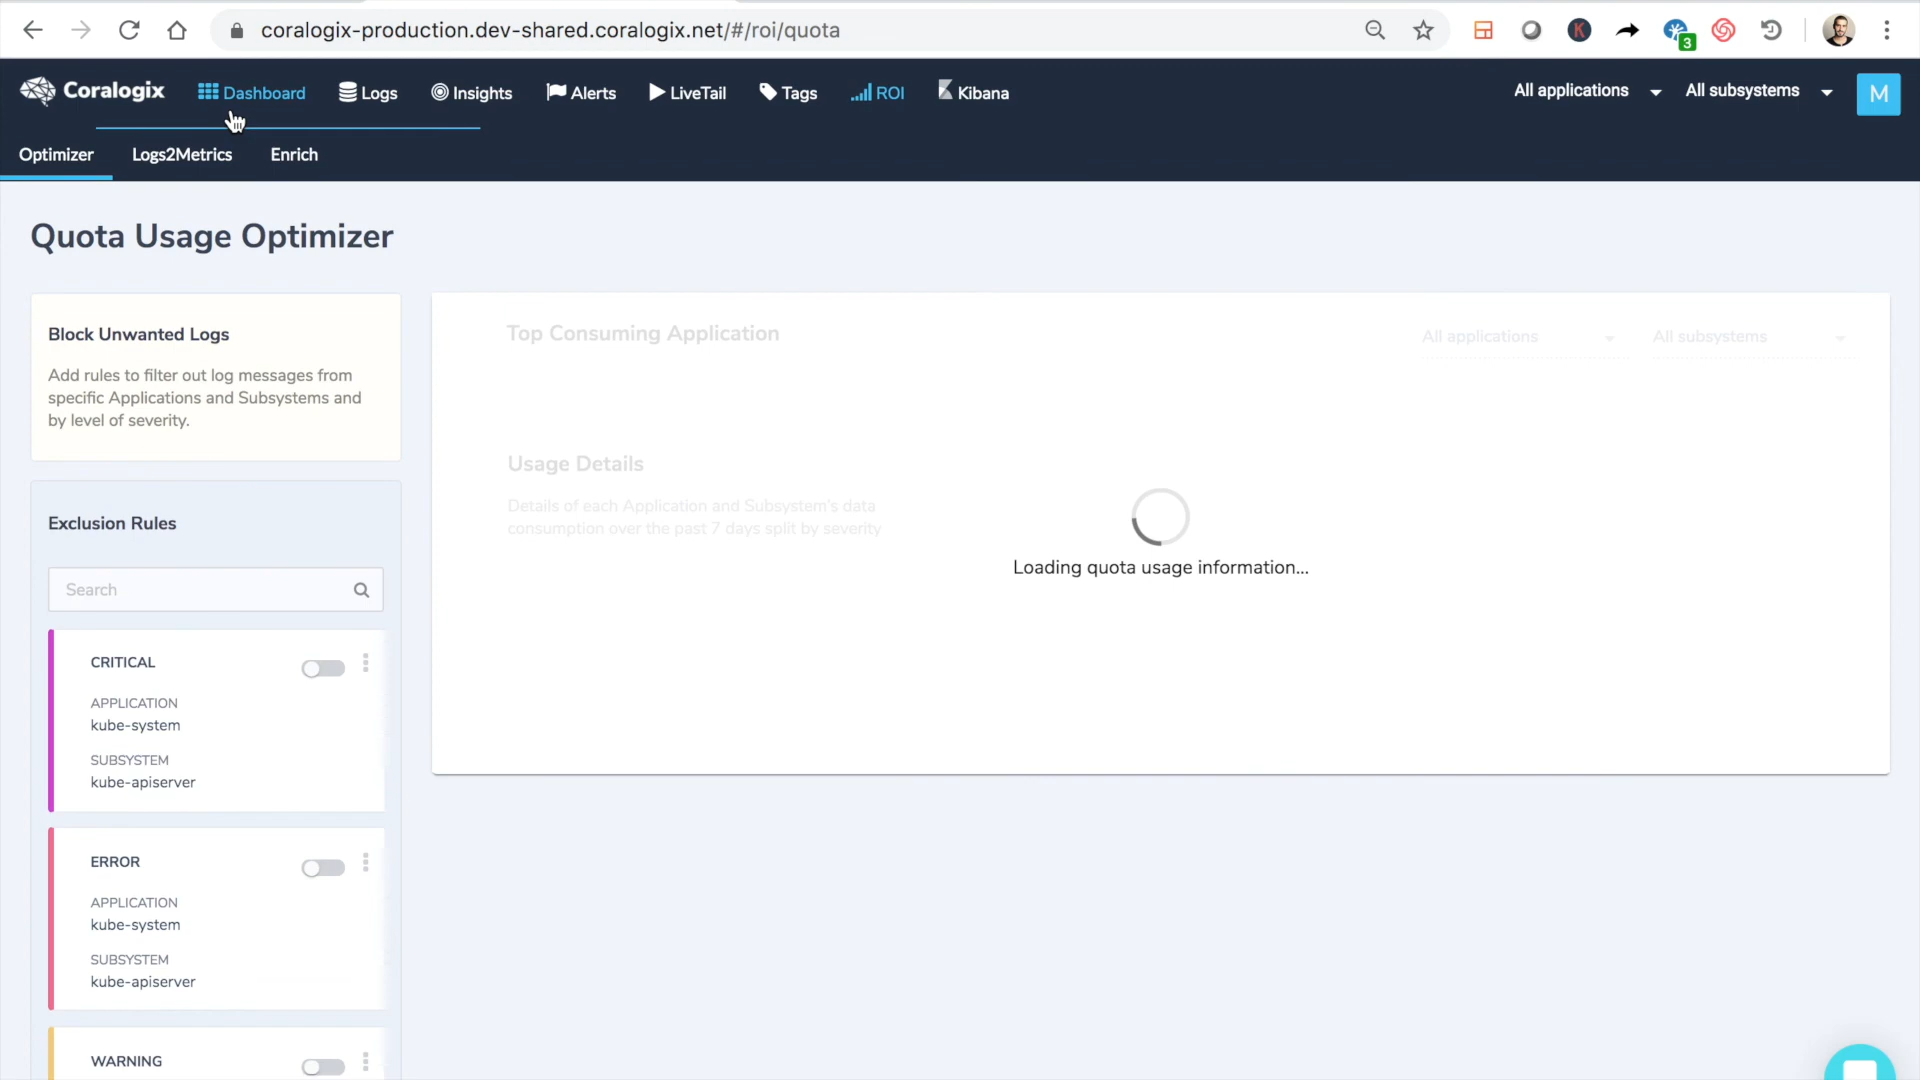 coralogix-production.dev-shared.coralogix.net/#/roi/quota
K
3
Coralogix
Dashboard
Logs
Insights
Alerts
LiveTail
Tags
ROI
Kibana
All applications
All subsystems
M
Optimizer
Logs2Metrics
Enrich
Quota Usage Optimizer
Block Unwanted Logs
Add rules to filter out log messages from
specific Applications and Subsystems and
by level of severity.
Exclusion Rules
Search
CRITICAL
APPLICATION
kube-system
SUBSYSTEM
kube-apiserver
ERROR
APPLICATION
kube-system
SUBSYSTEM
kube-apiserver
WARNING
Top Consuming Application
All applications
All subsystems
Usage Details
Details of each Application and Subsystem's data
consumption over the past 7 days split by severity
Loading quota usage information...